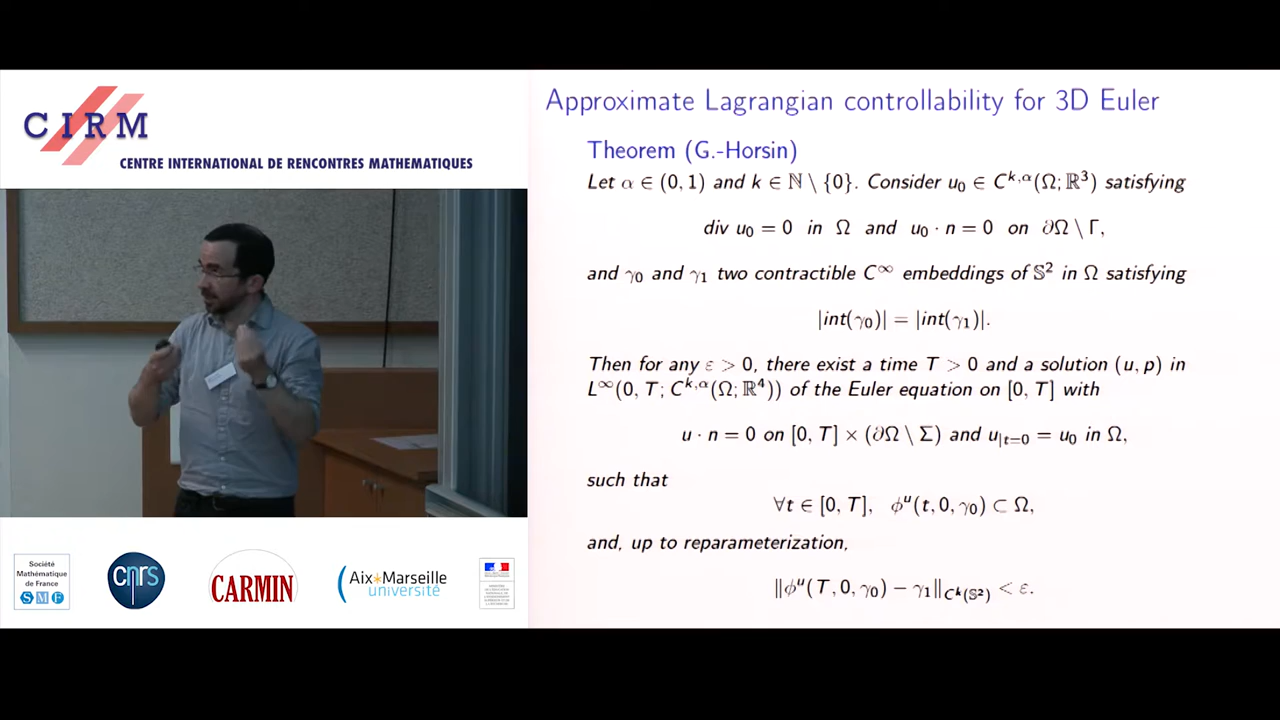 CIRM
CENTRE INTERNATIONAL DE RENCONTRES MATHEMATIQUES
Société
Mathématique
de France
S M F
cnrs
CARMIN
Aix*Marseille
université
Approximate Lagrangian controllability for 3D Euler
Theorem (G.-Horsin)
Let α ∈ (0, 1) and k ∈ ℕ \ {0}. Consider u₀ ∈ C^{k,α}(Ω; ℝ³) satisfying
div u₀ = 0 in Ω and u₀ · n = 0 on ∂Ω \ Γ,
and γ₀ and γ₁ two contractible C^∞ embeddings of 𝕊² in Ω satisfying
|int(γ₀)| = |int(γ₁)|.
Then for any ε > 0, there exist a time T > 0 and a solution (u, p) in
L^∞(0, T; C^{k,α}(Ω; ℝ⁴)) of the Euler equation on [0, T] with
u · n = 0 on [0, T] × (∂Ω \ Σ) and u_{|t=0} = u₀ in Ω,
such that
∀t ∈ [0, T], φ^u(t, 0, γ₀) ⊂ Ω,
and, up to reparameterization,
‖φ^u(T, 0, γ₀) − γ₁‖_{C^k(𝕊²)} < ε.